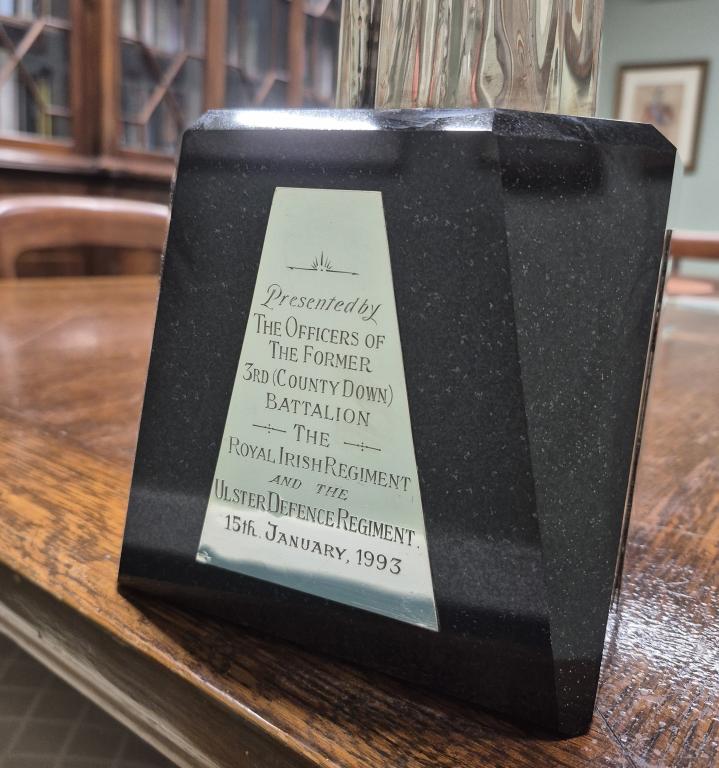 Presented by
THE OFFICERS OF
THE FORMER
3RD (COUNTY DOWN)
BATTALION
THE
ROYAL IRISH REGIMENT
AND THE
ULSTER DEFENCE REGIMENT.
15th. JANUARY, 1993